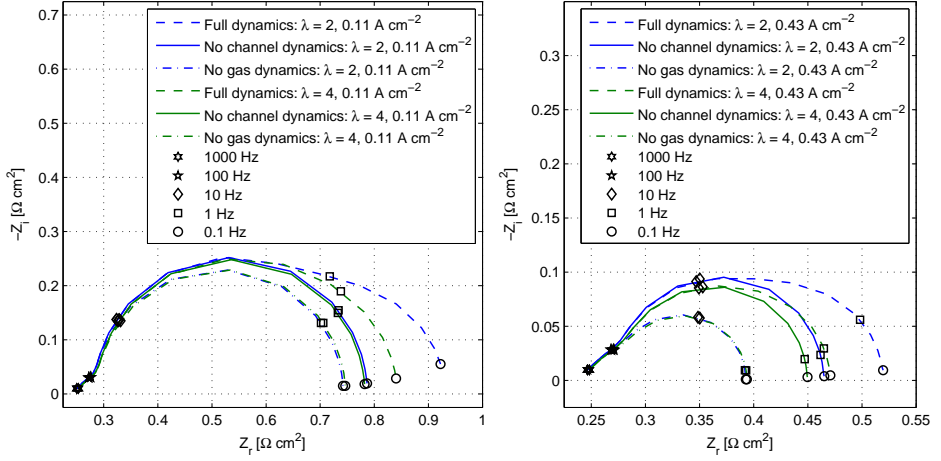 0.7
0.6
0.5
0.4
0.3
0.2
0.1
0
−Z_i [Ω cm²]
Full dynamics: λ = 2, 0.11 A cm⁻²
No channel dynamics: λ = 2, 0.11 A cm⁻²
No gas dynamics: λ = 2, 0.11 A cm⁻²
Full dynamics: λ = 4, 0.11 A cm⁻²
No channel dynamics: λ = 4, 0.11 A cm⁻²
No gas dynamics: λ = 4, 0.11 A cm⁻²
1000 Hz
100 Hz
10 Hz
1 Hz
0.1 Hz
0.3 0.4 0.5 0.6 0.7 0.8 0.9 1
Z_r [Ω cm²]
0.3
0.25
0.2
0.15
0.1
0.05
0
−Z_i [Ω cm²]
Full dynamics: λ = 2, 0.43 A cm⁻²
No channel dynamics: λ = 2, 0.43 A cm⁻²
No gas dynamics: λ = 2, 0.43 A cm⁻²
Full dynamics: λ = 4, 0.43 A cm⁻²
No channel dynamics: λ = 4, 0.43 A cm⁻²
No gas dynamics: λ = 4, 0.43 A cm⁻²
1000 Hz
100 Hz
10 Hz
1 Hz
0.1 Hz
0.25 0.3 0.35 0.4 0.45 0.5 0.55
Z_r [Ω cm²]